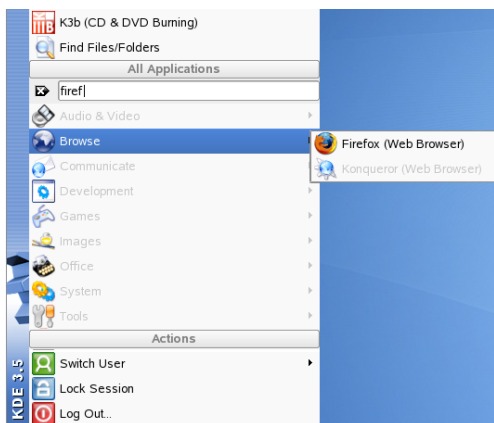 K3b (CD & DVD Burning)
Find Files/Folders
All Applications
firef
Audio & Video
Browse
Firefox (Web Browser)
Communicate
Konqueror (Web Browser)
Development
Games
Images
Office
System
Tools
Actions
Switch User
Lock Session
Log Out...
KDE 3.5